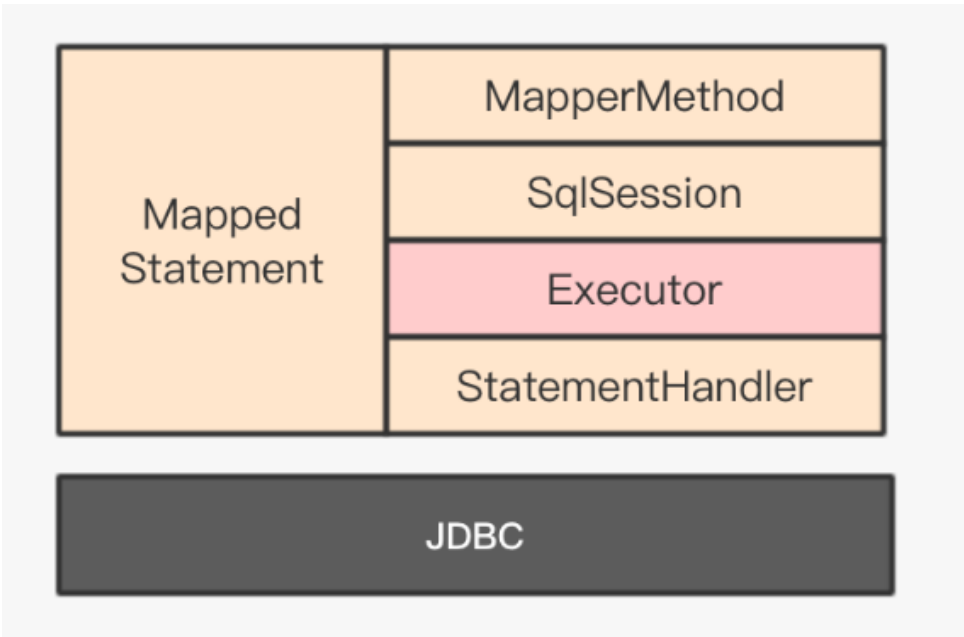 Mapped
Statement
MapperMethod
SqlSession
Executor
StatementHandler
JDBC